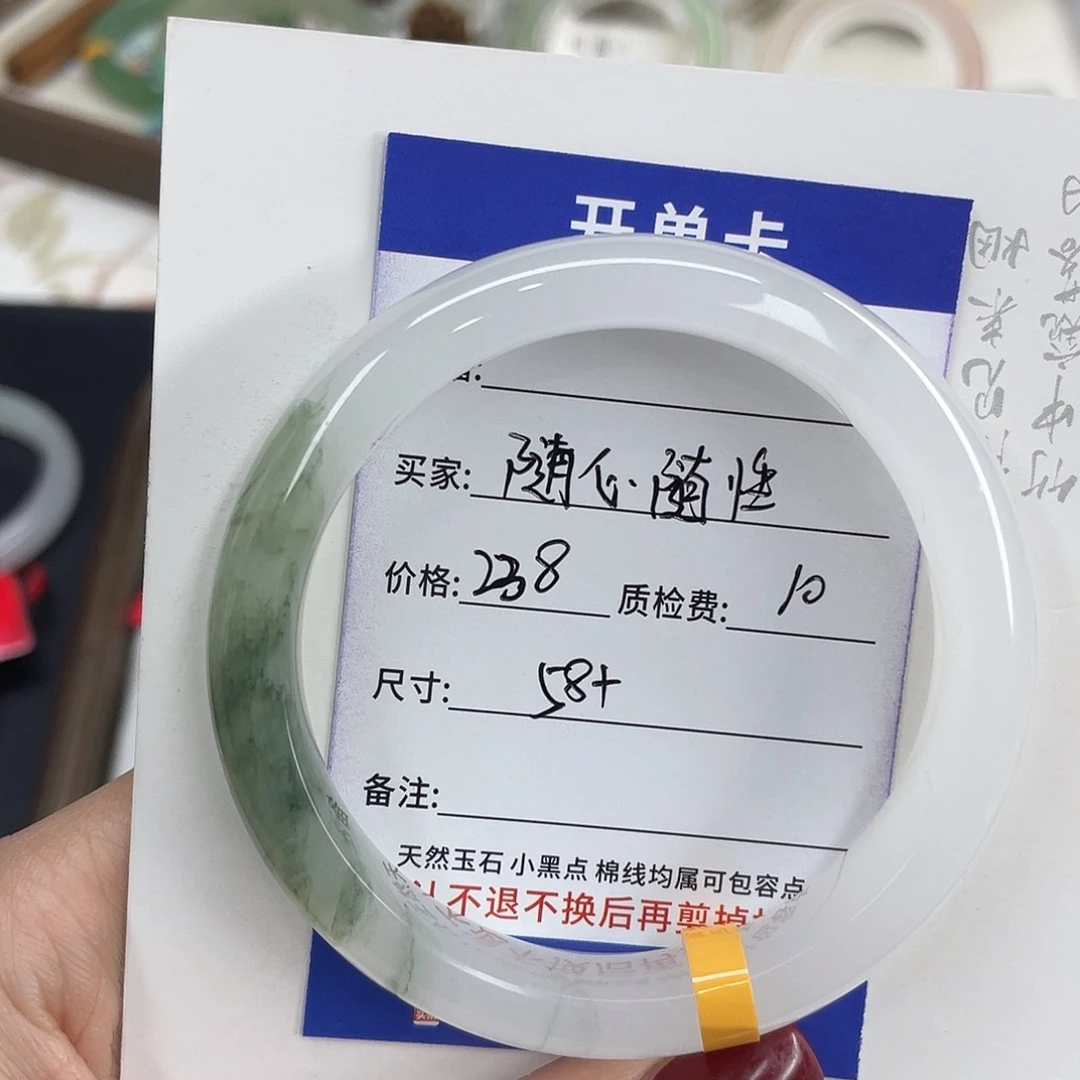 开单卡
买家: 随心随性
价格: 238 质检费: 10
尺寸: 58+
备注:
天然玉石 小黑点 棉线均属可包容点
不退不换后再剪掉